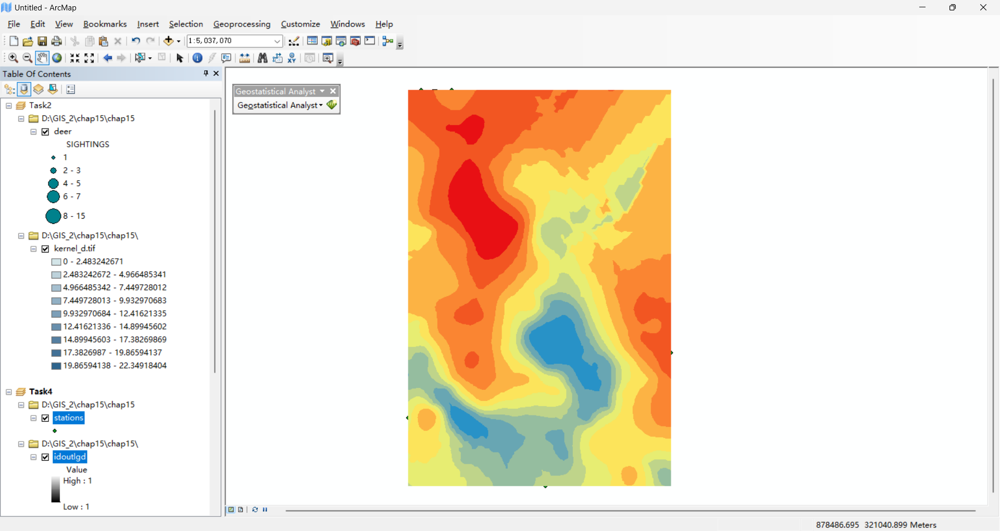 Untitled - ArcMap
File Edit View Bookmarks Insert Selection Geoprocessing Customize Windows Help
1:5,037,070
Table Of Contents
Task2
D:\GIS_2\chap15\chap15
deer
SIGHTINGS
1
2 - 3
4 - 5
6 - 7
8 - 15
D:\GIS_2\chap15\chap15\
kernel_d.tif
0 - 2.483242671
2.483242672 - 4.966485341
4.966485342 - 7.449728012
7.449728013 - 9.932970683
9.932970684 - 12.41621335
12.41621336 - 14.89945602
14.89945603 - 17.38269869
17.3826987 - 19.86594137
19.86594138 - 22.34918404
Task4
D:\GIS_2\chap15\chap15
stations
D:\GIS_2\chap15\chap15\
idoutlgd
Value
High : 1
Low : 1
Geostatistical Analyst
Geostatistical Analyst
878486.695 321040.899 Meters